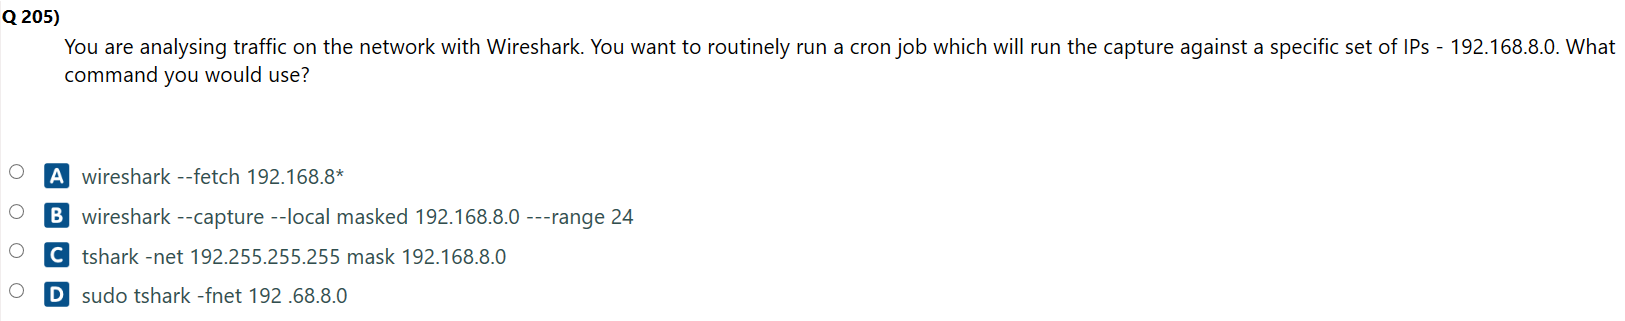 Q 205)
You are analysing traffic on the network with Wireshark. You want to routinely run a cron job which will run the capture against a specific set of IPs - 192.168.8.0. What
command you would use?
A wireshark --fetch 192.168.8*
B wireshark --capture --local masked 192.168.8.0 ---range 24
C tshark -net 192.255.255.255 mask 192.168.8.0
D sudo tshark -fnet 192 .68.8.0